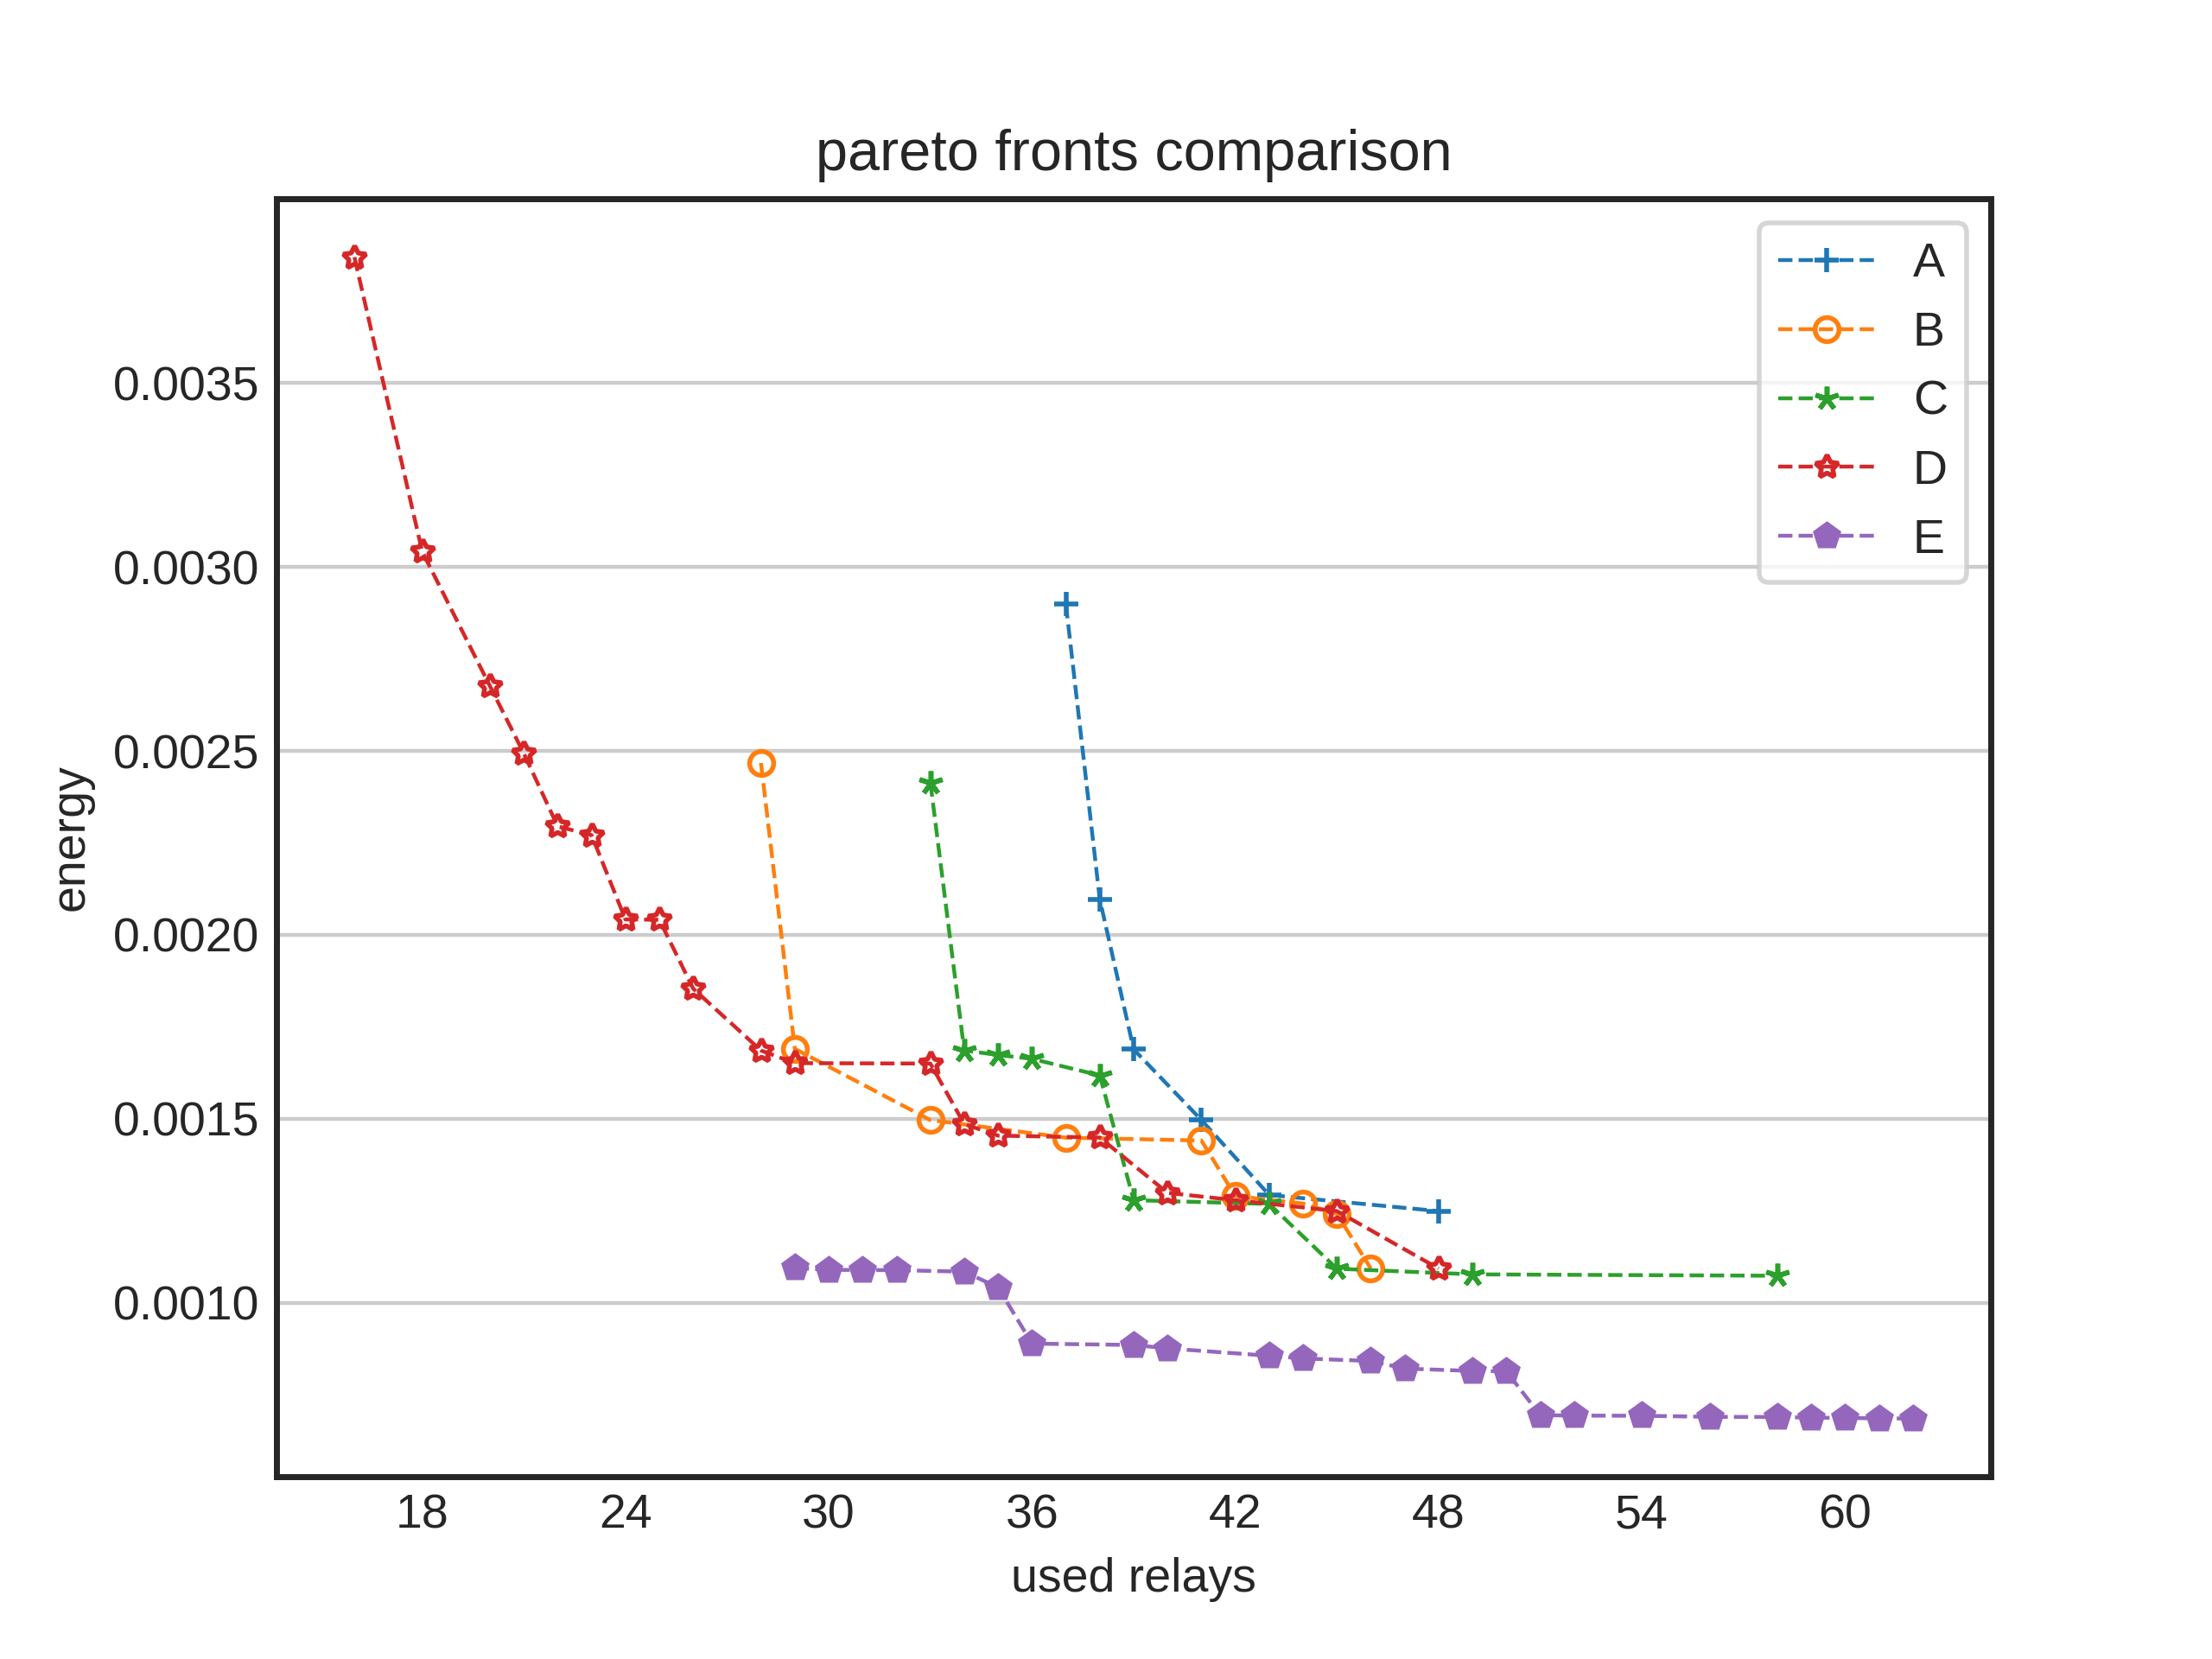 pareto fronts comparison
A
B
C
D
E
0.0035
0.0030
0.0025
0.0020
0.0015
0.0010
energy
18 24 30 36 42 48 54 60
used relays